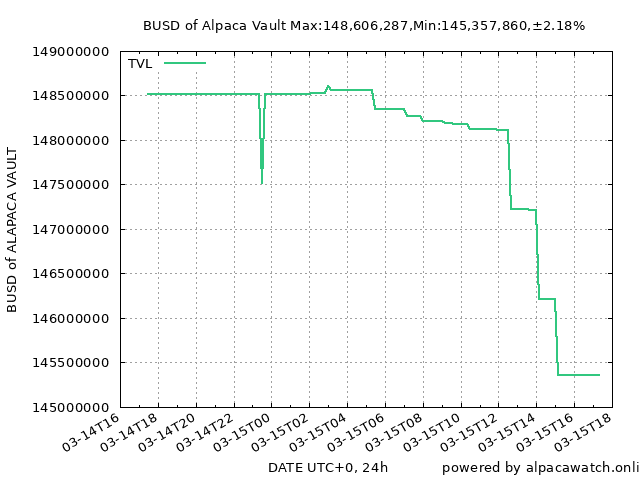 BUSD of Alpaca Vault Max:148,606,287,Min:145,357,860,±2.18%
TVL
149000000
148500000
148000000
147500000
147000000
146500000
146000000
145500000
145000000
BUSD of ALAPACA VAULT
03-14T16
03-14T18
03-14T20
03-14T22
03-15T00
03-15T02
03-15T04
03-15T06
03-15T08
03-15T10
03-15T12
03-15T14
03-15T16
03-15T18
DATE UTC+0, 24h
powered by alpacawatch.onli